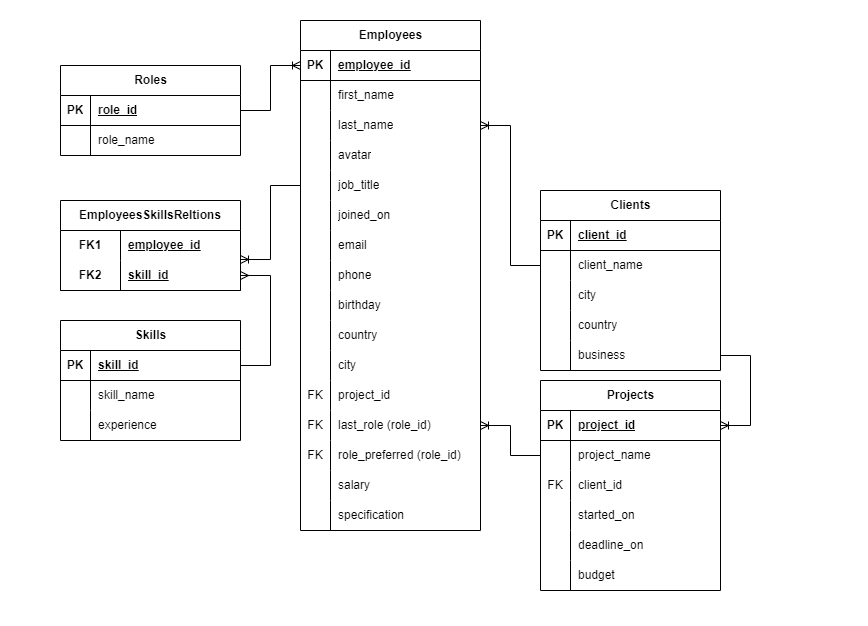 Employees
PK employee_id
first_name
last_name
avatar
job_title
joined_on
email
phone
birthday
country
city
FK project_id
FK last_role (role_id)
FK role_preferred (role_id)
salary
specification
Roles
PK role_id
role_name
EmployeesSkillsReltions
FK1 employee_id
FK2 skill_id
Skills
PK skill_id
skill_name
experience
Clients
PK client_id
client_name
city
country
business
Projects
PK project_id
project_name
FK client_id
started_on
deadline_on
budget